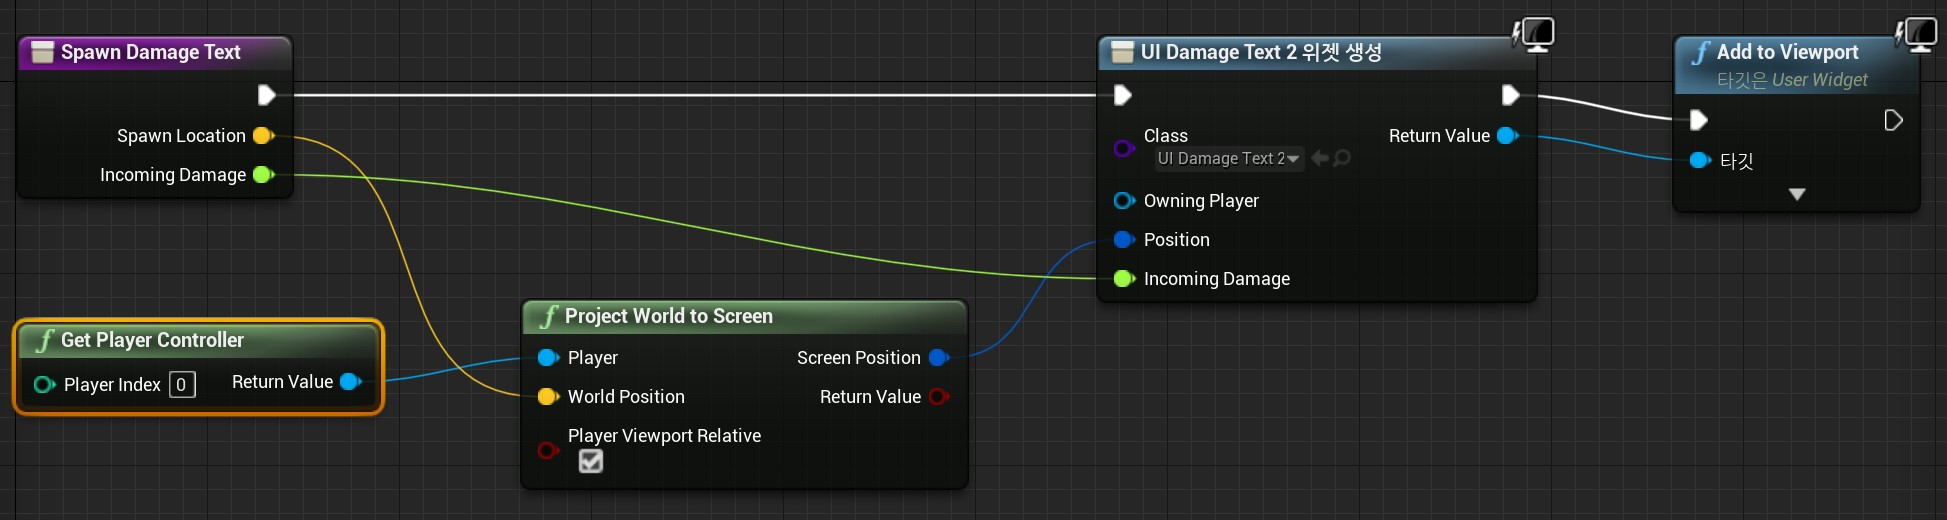 Spawn Damage Text
Spawn Location
Incoming Damage
UI Damage Text 2 위젯 생성
Class
UI Damage Text 2
Return Value
Owning Player
Position
Incoming Damage
f Add to Viewport
타깃은 User Widget
타깃
f Get Player Controller
Player Index 0
Return Value
f Project World to Screen
Player
Screen Position
World Position
Return Value
Player Viewport Relative